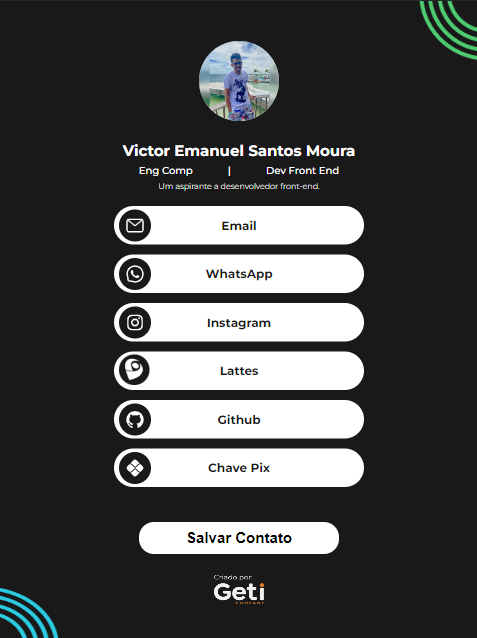 Victor Emanuel Santos Moura
Eng Comp | Dev Front End
Um aspirante a desenvolvedor front-end.
Email
WhatsApp
Instagram
Lattes
Github
Chave Pix
Salvar Contato
Criado por:
Geti
COMPANY